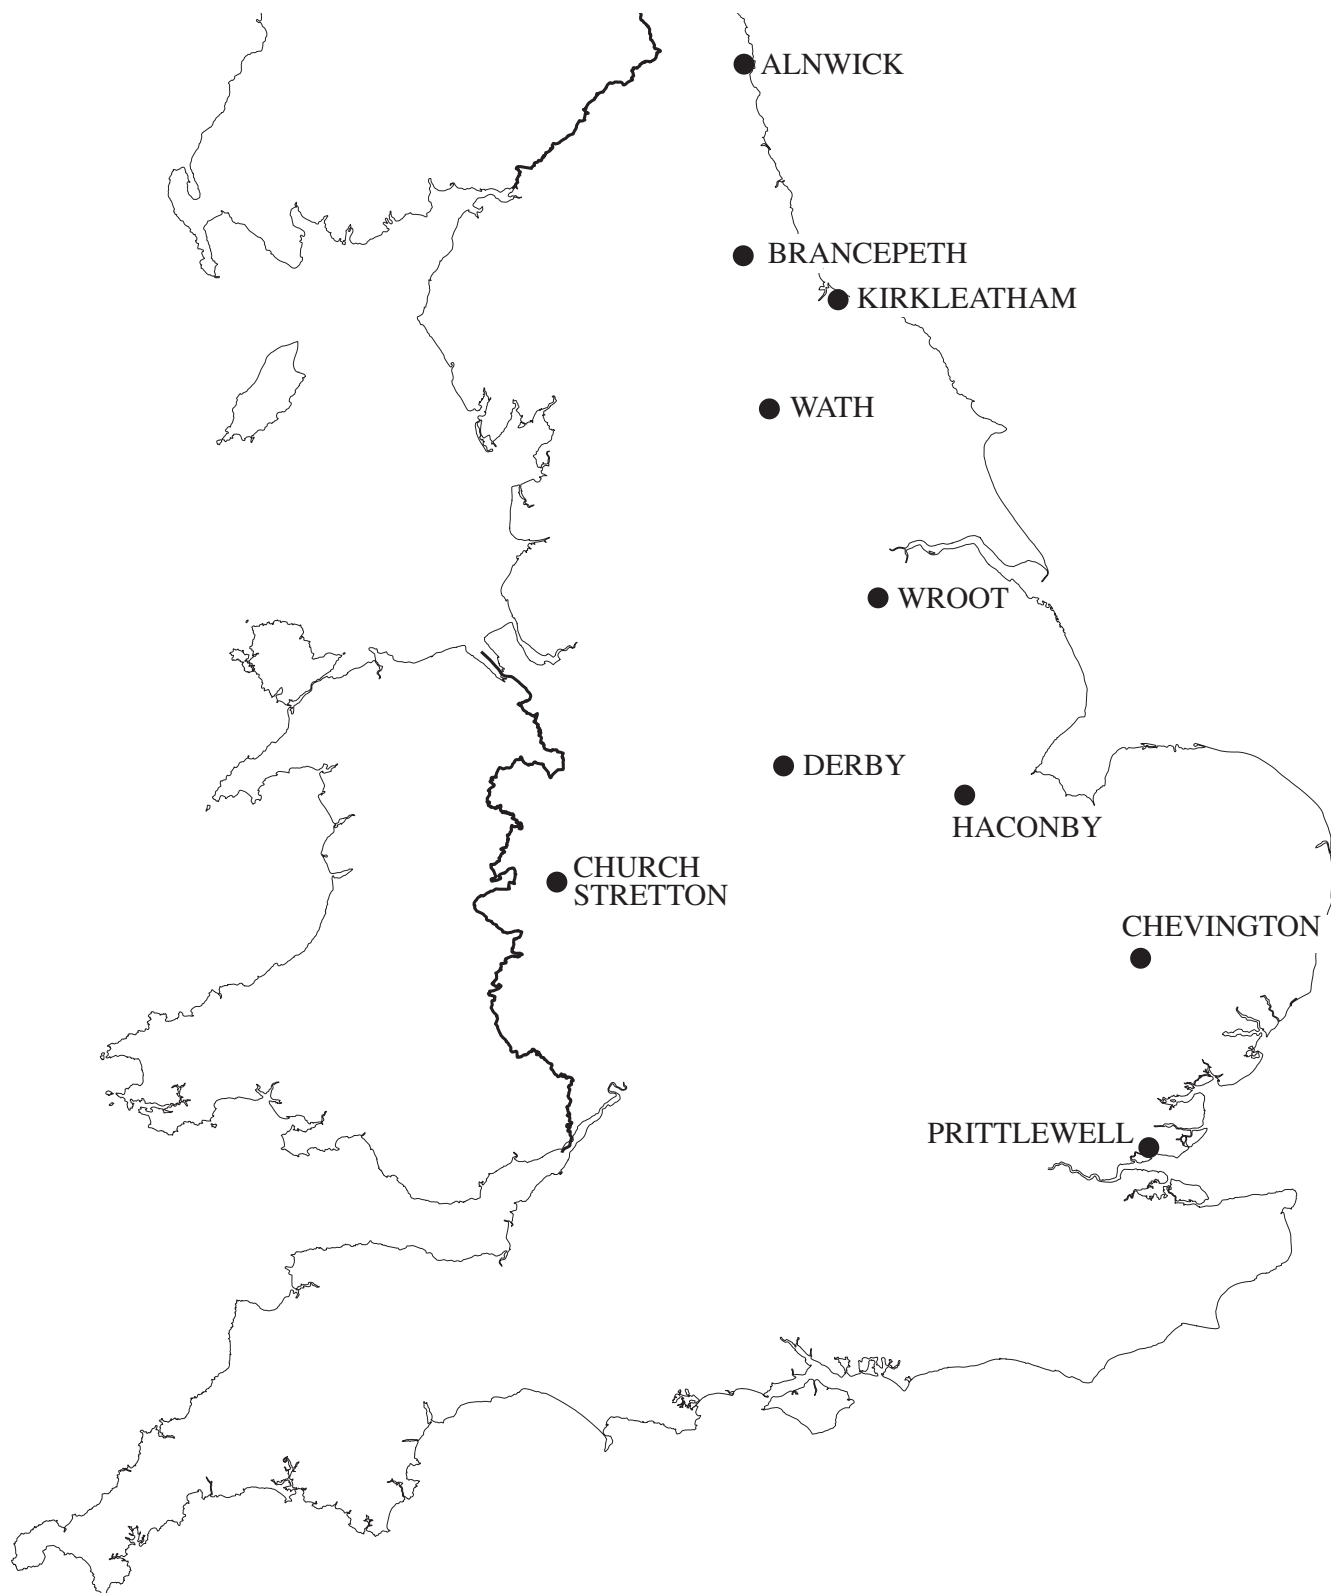 ALNWICK
BRANCEPETH
KIRKLEATHAM
WATH
WROOT
DERBY
HACONBY
CHURCH
STRETTON
CHEVINGTON
PRITTLEWELL